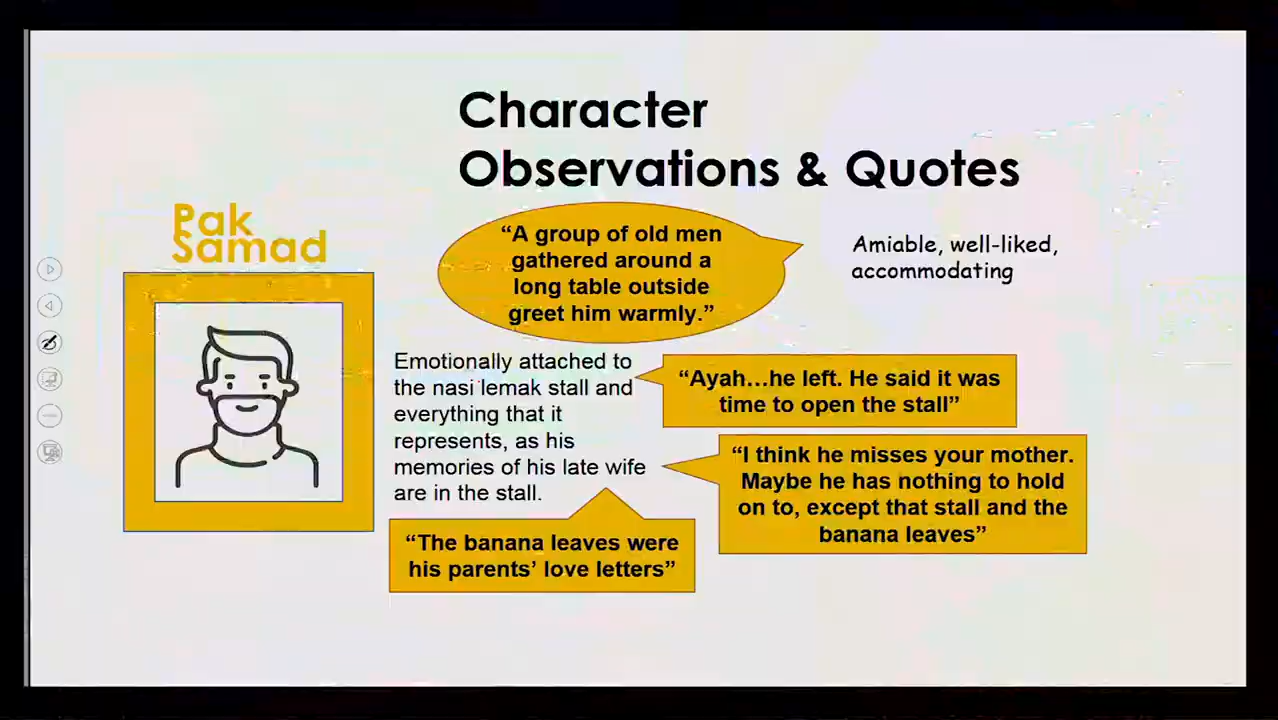 Character
Observations & Quotes
Pak
Samad
“A group of old men
gathered around a
long table outside
greet him warmly.”
Amiable, well-liked,
accommodating
Emotionally attached to
the nasi lemak stall and
everything that it
represents, as his
memories of his late wife
are in the stall.
“Ayah…he left. He said it was
time to open the stall”
“I think he misses your mother.
Maybe he has nothing to hold
on to, except that stall and the
banana leaves”
“The banana leaves were
his parents’ love letters”